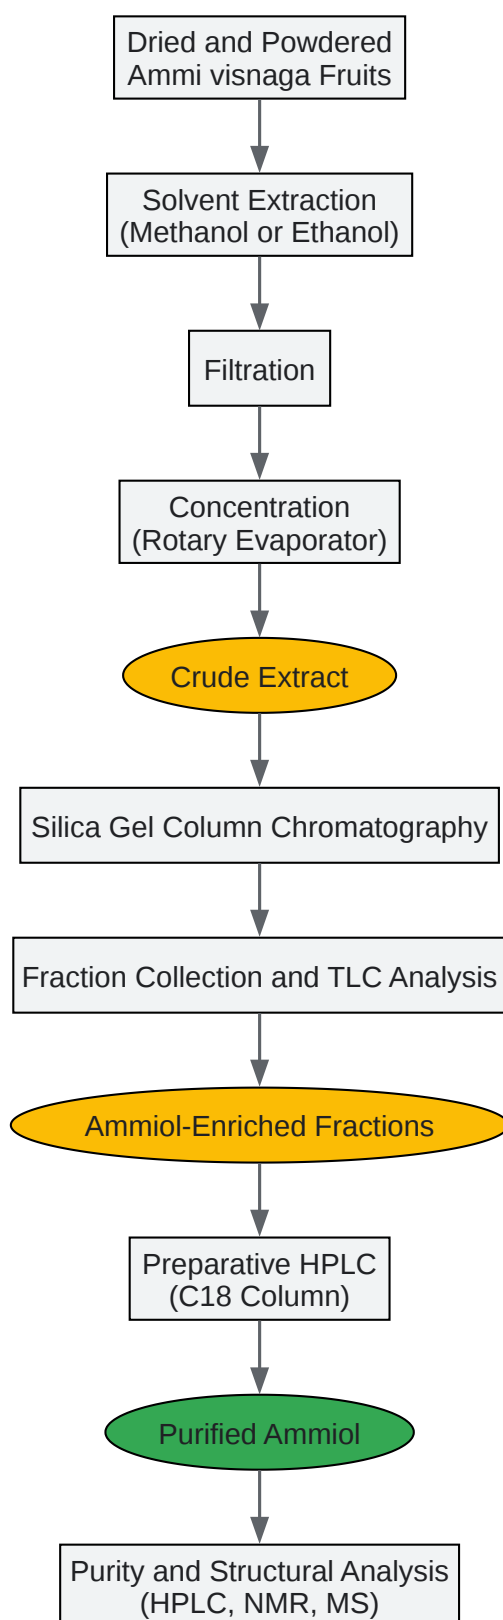 Dried and Powdered
Ammi visnaga Fruits
Solvent Extraction
(Methanol or Ethanol)
Filtration
Concentration
(Rotary Evaporator)
Crude Extract
Silica Gel Column Chromatography
Fraction Collection and TLC Analysis
Ammiol-Enriched Fractions
Preparative HPLC
(C18 Column)
Purified Ammiol
Purity and Structural Analysis
(HPLC, NMR, MS)